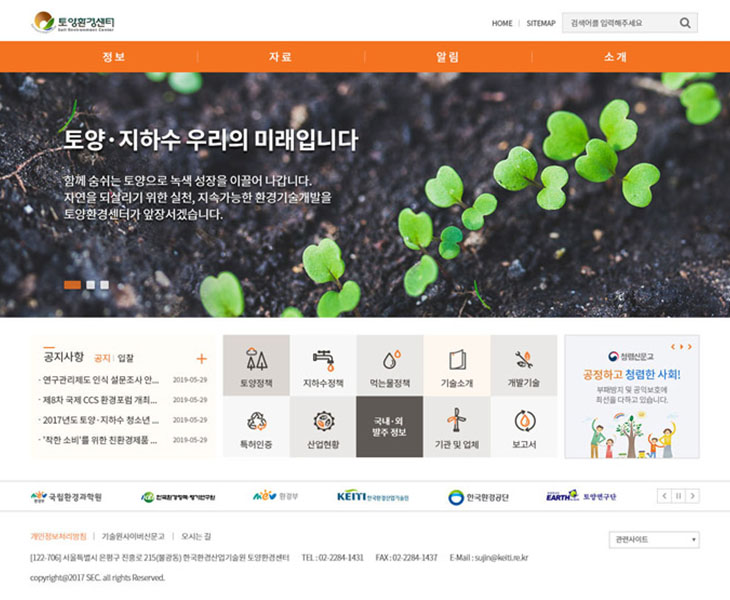 토양환경센터
Soil Environment Center
HOME | SITEMAP
검색어를 입력해주세요
정보
자료
알림
소개
토양·지하수 우리의 미래입니다
함께 숨쉬는 토양으로 녹색 성장을 이끌어 나갑니다.
자연을 되살리기 위한 실천, 지속가능한 환경기술개발을
토양환경센터가 앞장서겠습니다.
공지사항 공지 : 입찰 +
· 연구관리제도 인식 설문조사 안... 2019-05-29
· 제8차 국제 CCS 환경포럼 개최... 2019-05-29
· 2017년도 토양·지하수 청소년 ... 2019-05-29
· '착한 소비'를 위한 친환경제품 ... 2019-05-29
토양정책
지하수정책
먹는물정책
기술소개
개발기술
특허인증
산업현황
국내·외
발주 정보
기관 및 업체
보고서
청렴신문고
공정하고 청렴한 사회!
부패방지 및 공익보호에
최선을 다하고 있습니다.
국립환경과학원
한국환경정책·평가연구원
환경부
KEITI 한국환경산업기술원
한국환경공단
EARTH 토양연구단
개인정보처리방침 | 기술원사이버신문고 | 오시는 길
관련사이트
[122-706] 서울특별시 은평구 진흥로 215(불광동) 한국환경산업기술원 토양환경센터 TEL : 02-2284-1431 FAX : 02-2284-1437 E-Mail : sujin@keiti.re.kr
copyright@2017 SEC. all rights Reserved.